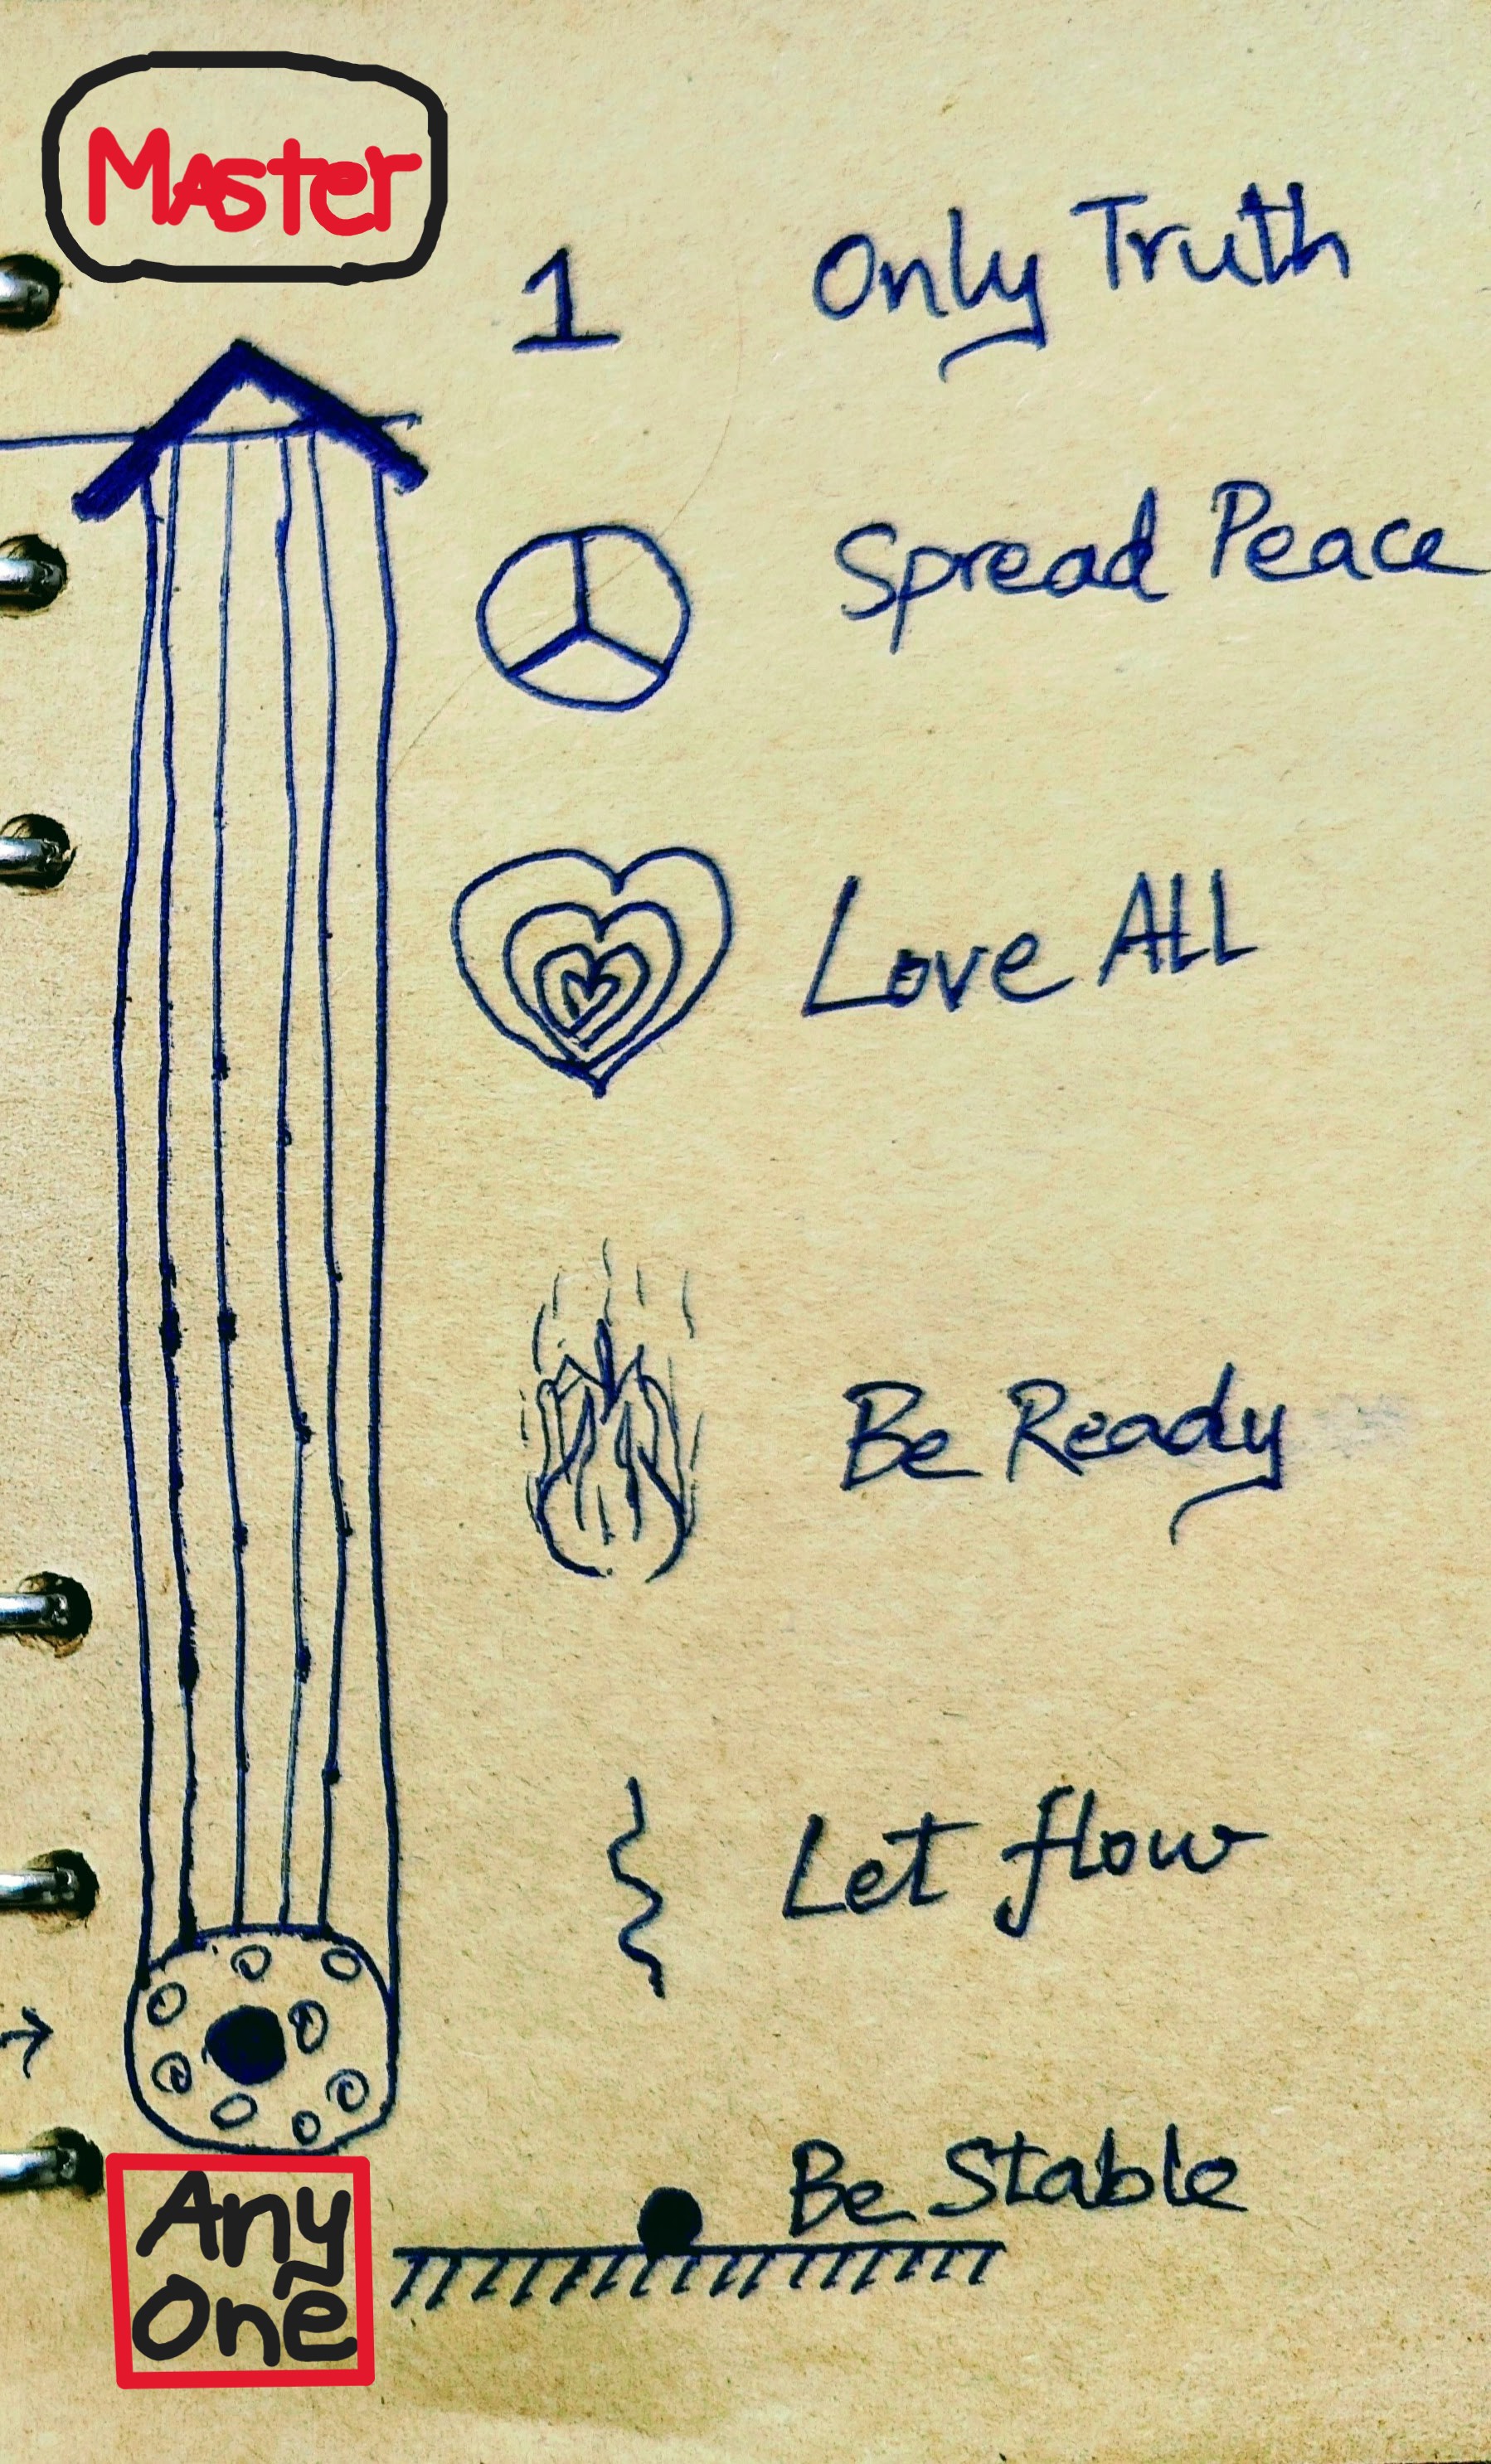 Master
1 Only Truth
Spread Peace
Love All
Be Ready
Let flow
Be Stable
Any
One